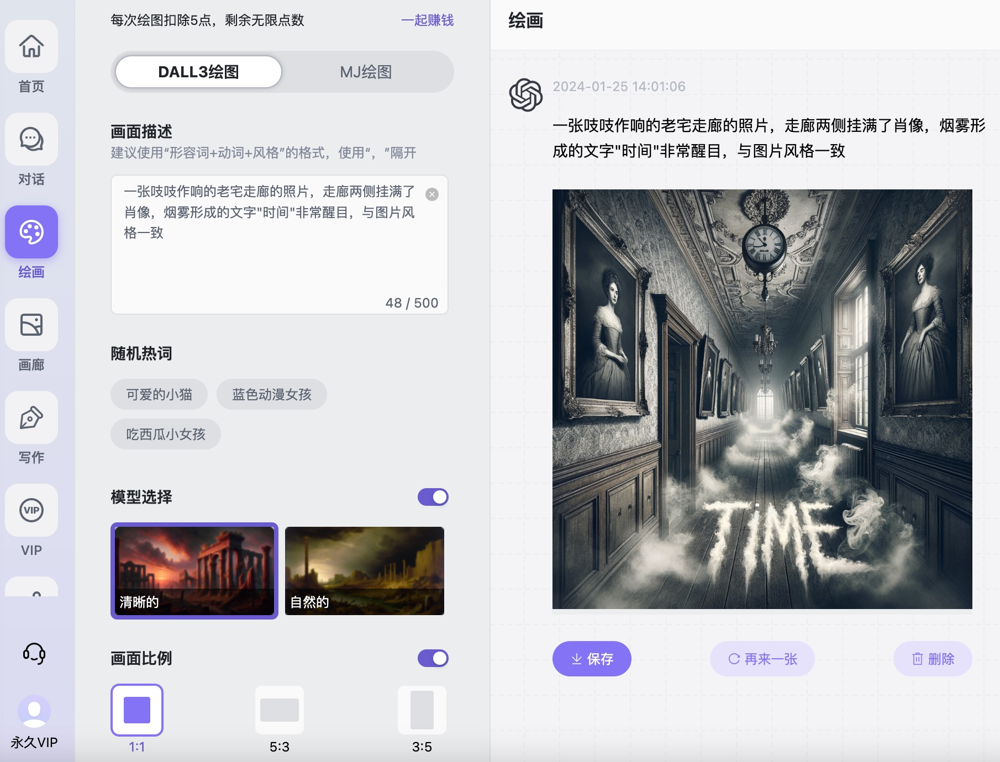 每次绘图扣除5点，剩余无限点数
一起赚钱
DALL3绘图
MJ绘图
画面描述
建议使用“形容词+动词+风格”的格式，使用“，”隔开
一张吱吱作响的老宅走廊的照片，走廊两侧挂满了
肖像，烟雾形成的文字"时间"非常醒目，与图片风
格一致
48 / 500
随机热词
可爱的小猫
蓝色动漫女孩
吃西瓜小女孩
模型选择
清晰的
自然的
画面比例
1:1
5:3
3:5
首页
对话
绘画
画廊
写作
VIP
VIP
永久VIP
绘画
2024-01-25 14:01:06
一张吱吱作响的老宅走廊的照片，走廊两侧挂满了肖像，烟雾形
成的文字"时间"非常醒目，与图片风格一致
TiME
保存
再来一张
删除